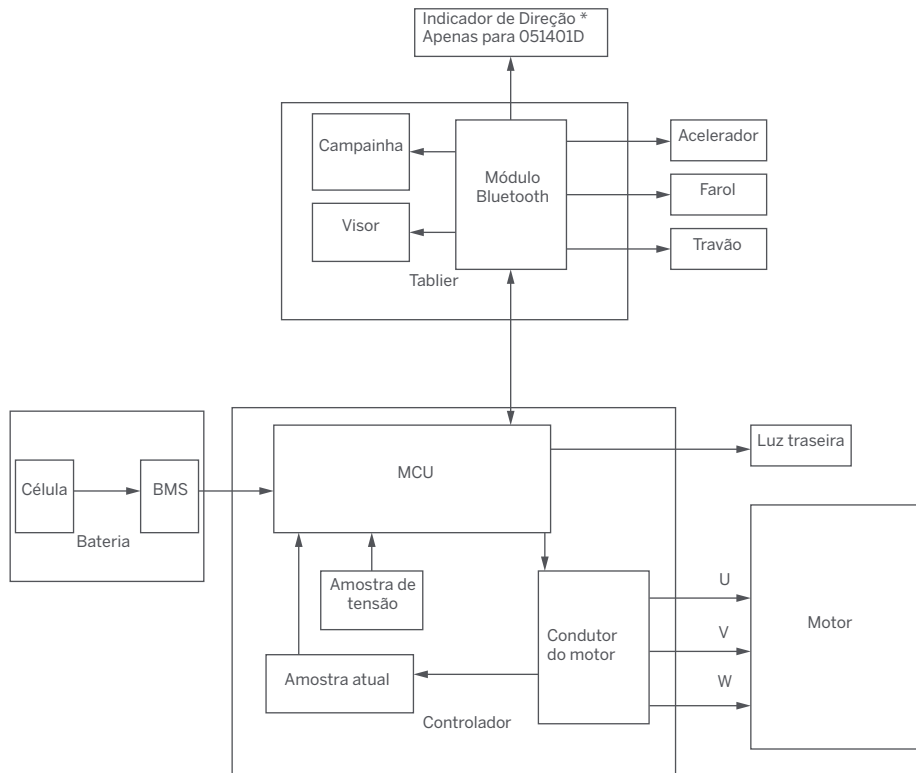 Indicador de Direção *
Apenas para 051401D
Campainha
Módulo
Bluetooth
Acelerador
Farol
Visor
Travão
Tablier
MCU
Luz traseira
Célula
BMS
Bateria
Amostra de
tensão
U
Condutor
do motor
V
Motor
Amostra atual
W
Controlador